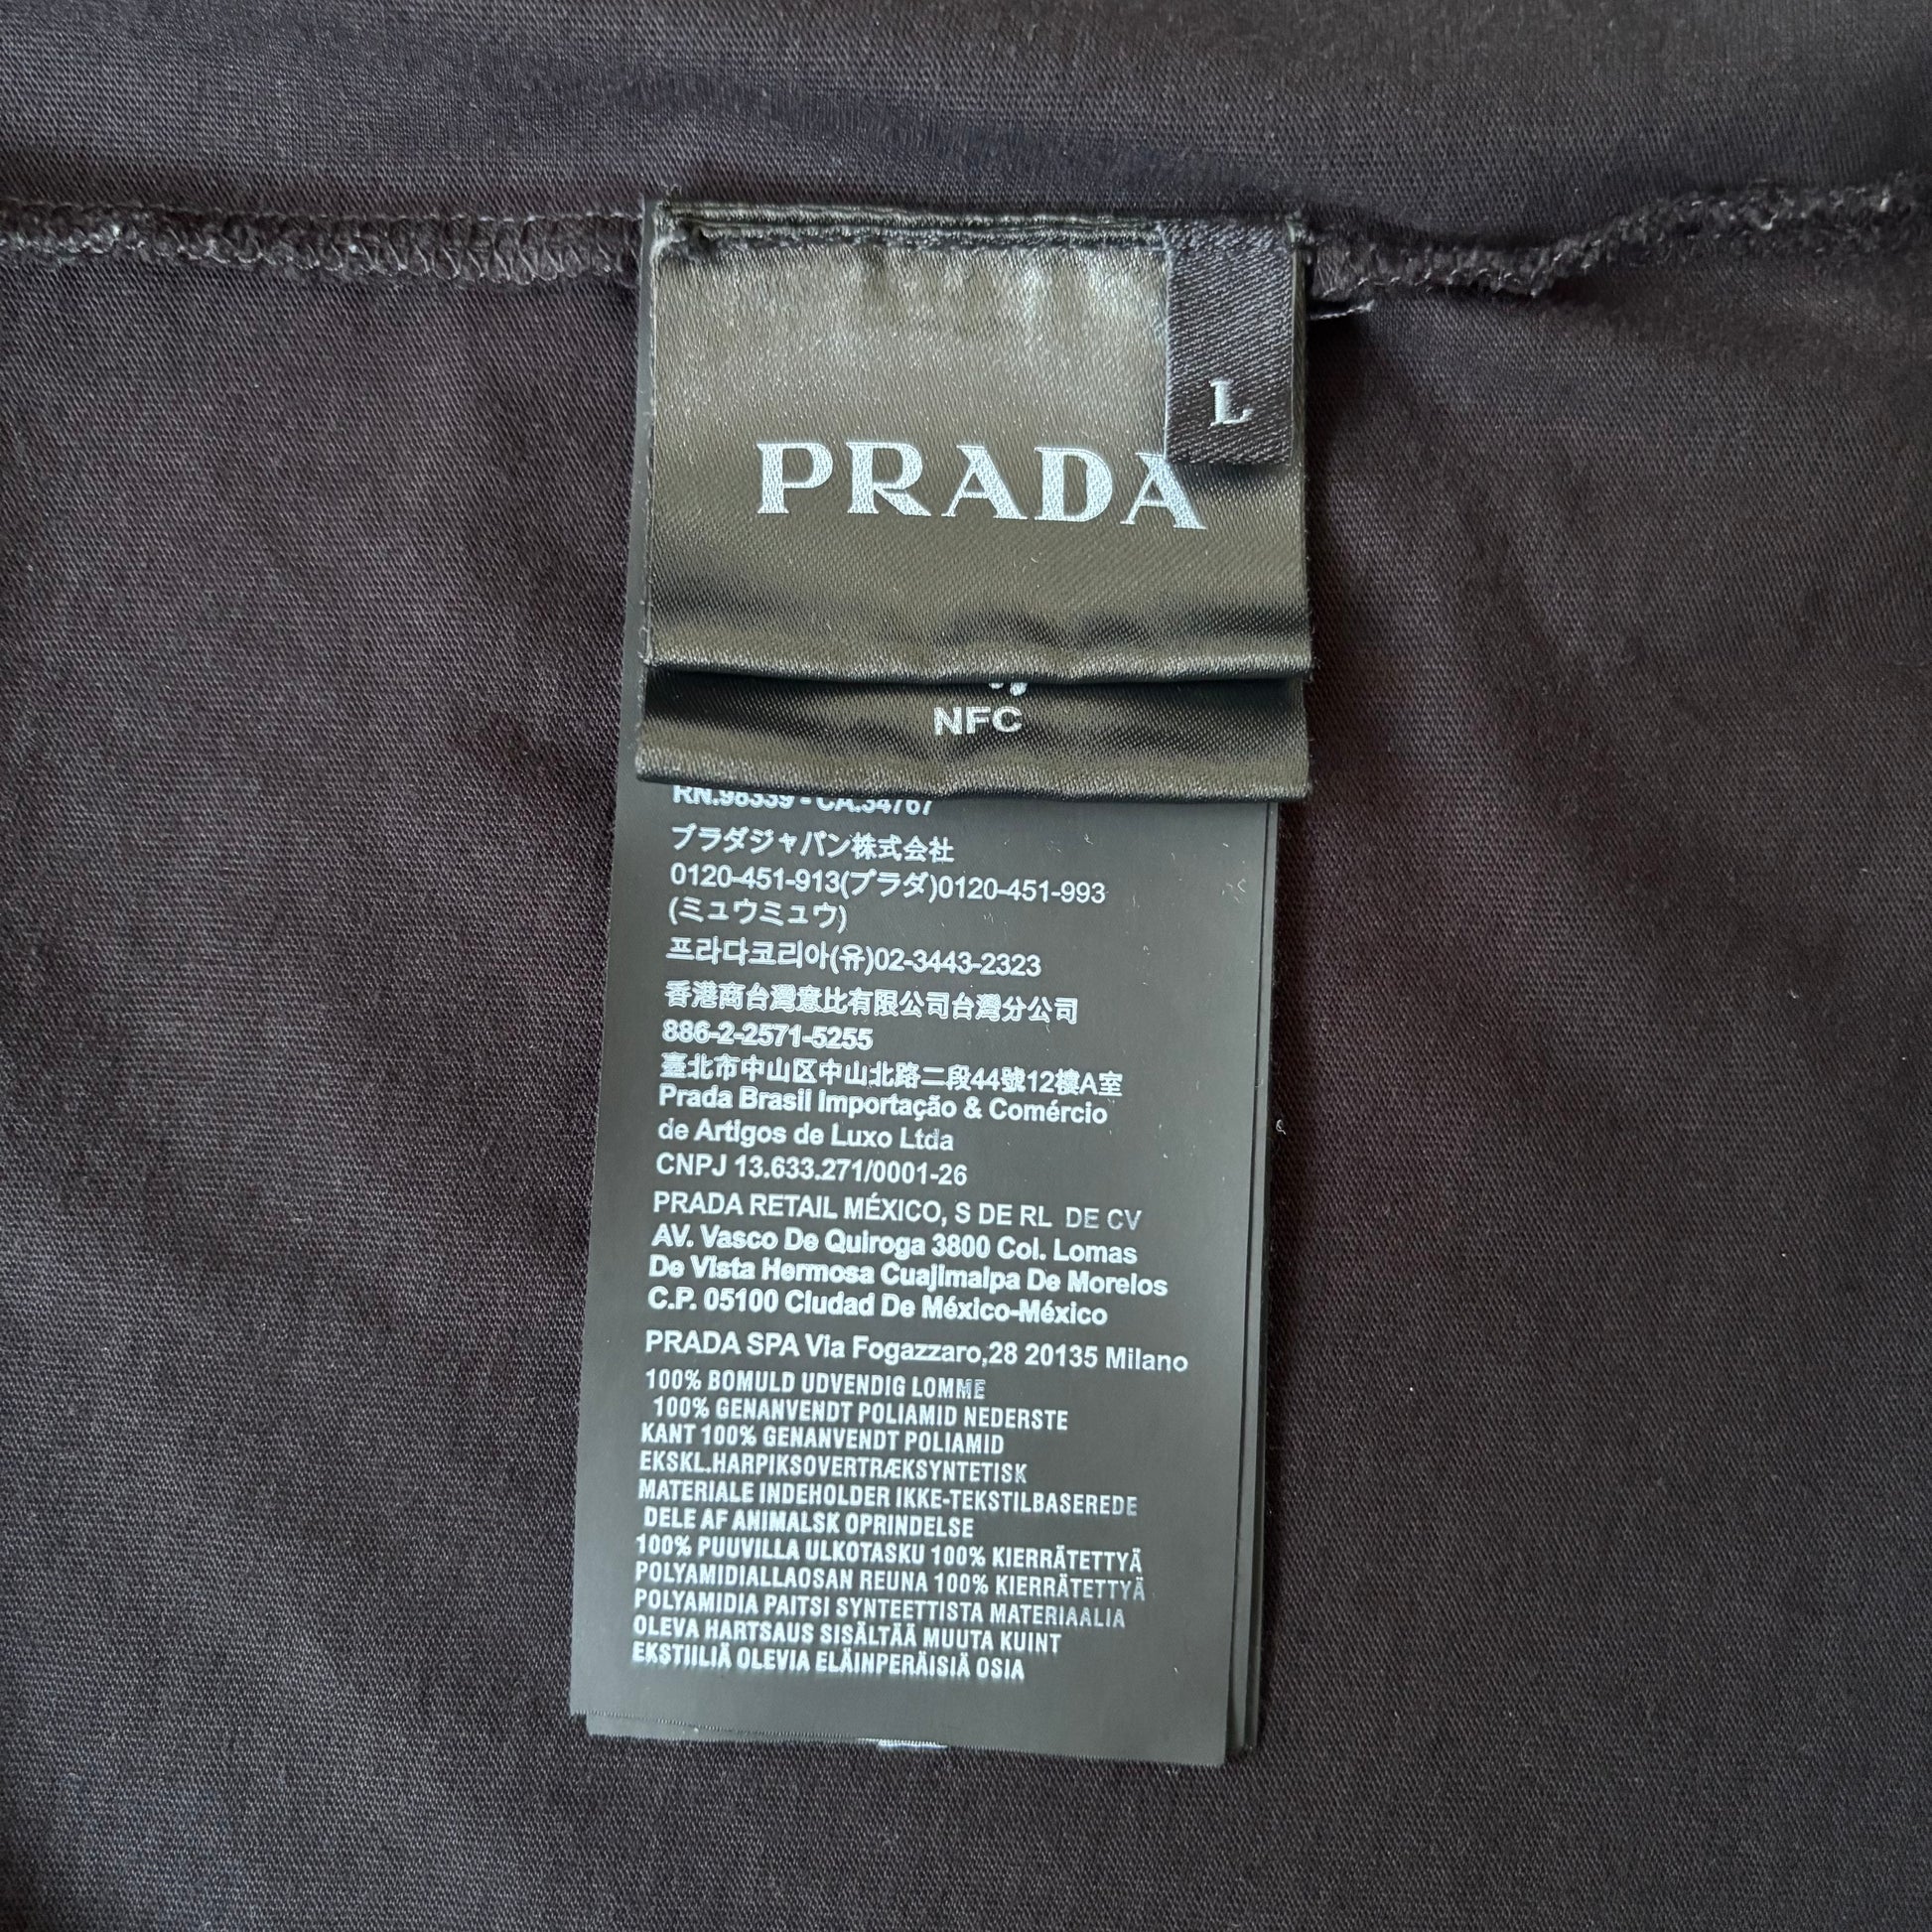 L
PRADA
NFC
RN.98339 - CA.34767
プラダジャパン株式会社
0120-451-913(プラダ)0120-451-993
(ミュウミュウ)
프라다코리아(유)02-3443-2323
香港商台灣意比有限公司台灣分公司
886-2-2571-5255
臺北市中山区中山北路二段44號12樓A室
Prada Brasil Importação & Comércio
de Artigos de Luxo Ltda
CNPJ 13.633.271/0001-26
PRADA RETAIL MÉXICO, S DE RL DE CV
AV. Vasco De Quiroga 3800 Col. Lomas
De Vista Hermosa Cuajimalpa De Morelos
C.P. 05100 Ciudad De México-México
PRADA SPA Via Fogazzaro,28 20135 Milano
100% BOMULD UDVENDIG LOMME
100% GENANVENDT POLIAMID NEDERSTE
KANT 100% GENANVENDT POLIAMID
EKSKL.HARPIKSOVERTRÆKSYNTETISK
MATERIALE INDEHOLDER IKKE-TEKSTILBASEREDE
DELE AF ANIMALSK OPRINDELSE
100% PUUVILLA ULKOTASKU 100% KIERRÄTETTYÄ
POLYAMIDIALLAOSAN REUNA 100% KIERRÄTETTYÄ
POLYAMIDIA PAITSI SYNTEETTISTA MATERIAALIA
OLEVA HARTSAUS SISÄLTÄÄ MUUTA KUINT
EKSTIILIÄ OLEVIA ELÄINPERÄISIÄ OSIA